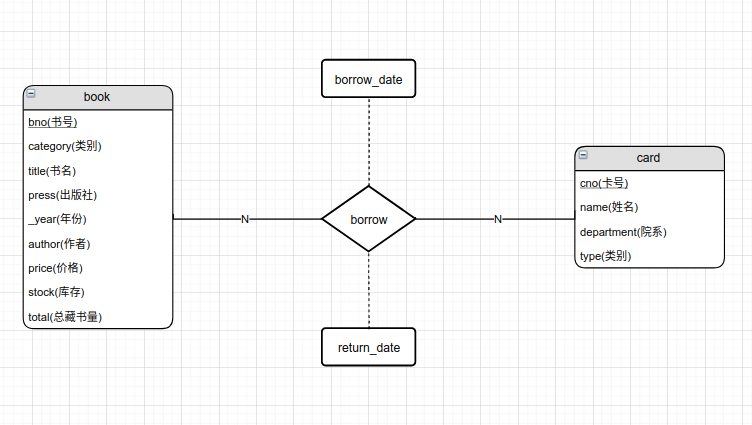 book
bno(书号)
category(类别)
title(书名)
press(出版社)
_year(年份)
author(作者)
price(价格)
stock(库存)
total(总藏书量)
borrow_date
N
borrow
N
return_date
card
cno(卡号)
name(姓名)
department(院系)
type(类别)